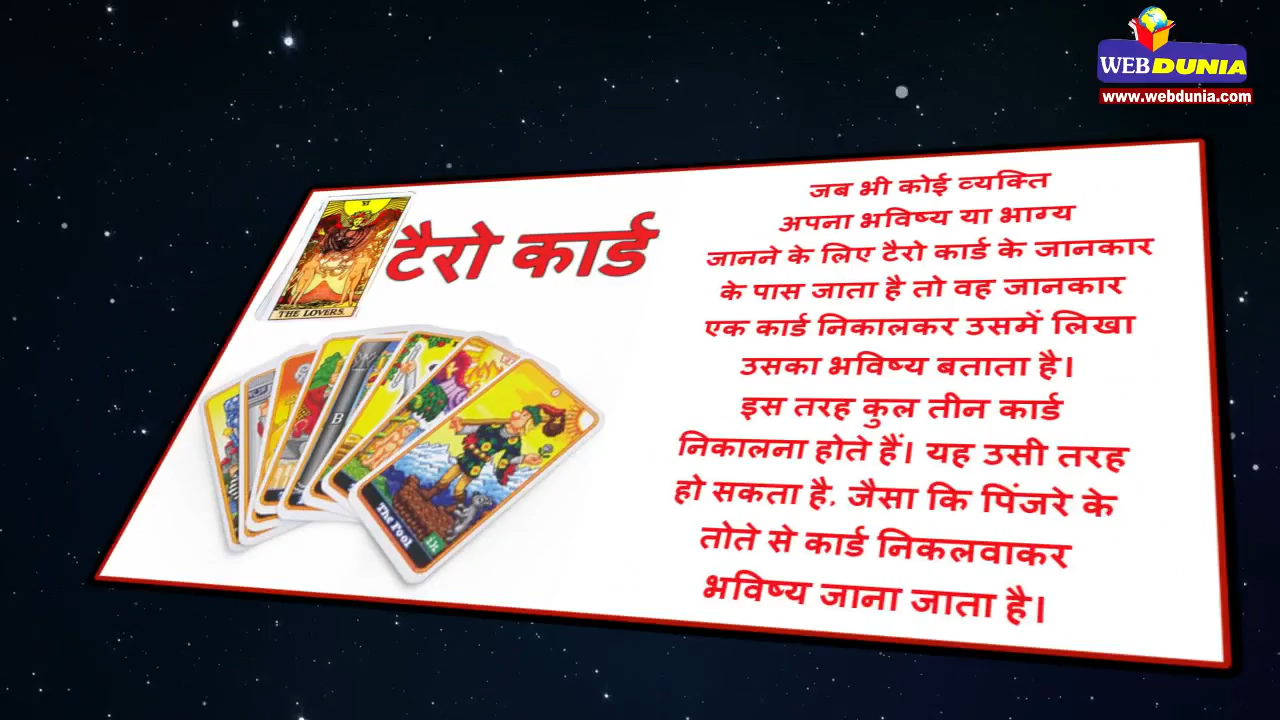 WEBDUNIA
www.webdunia.com
VI
THE LOVERS.
टैरो कार्ड
जब भी कोई व्यक्ति
अपना भविष्य या भाग्य
जानने के लिए टैरो कार्ड के जानकार
के पास जाता है तो वह जानकार
एक कार्ड निकालकर उसमें लिखा
उसका भविष्य बताता है।
इस तरह कुल तीन कार्ड
निकालना होते हैं। यह उसी तरह
हो सकता है, जैसा कि पिंजरे के
तोते से कार्ड निकलवाकर
भविष्य जाना जाता है।
B
The Fool